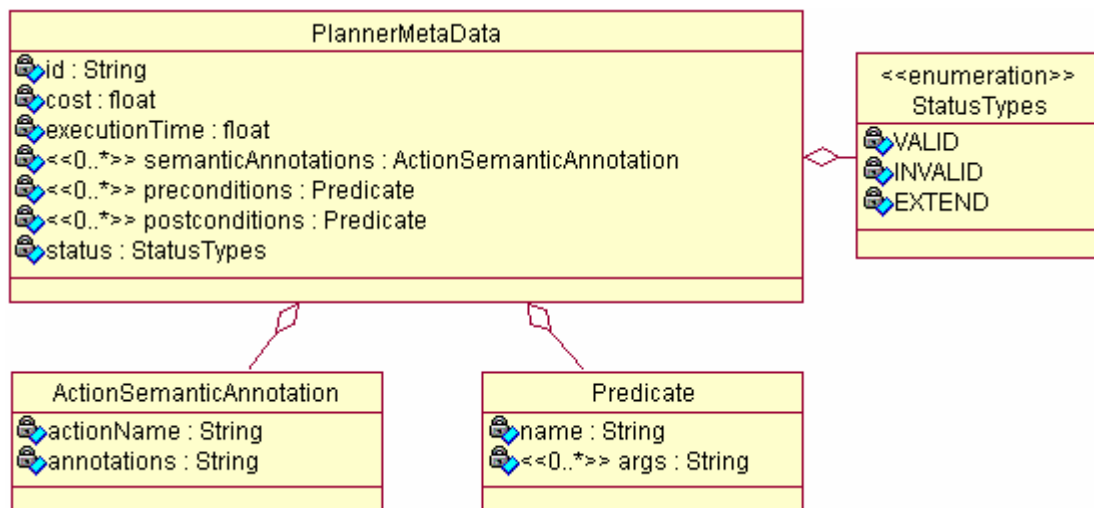 PlannerMetaData
id : String
cost : float
executionTime : float
<<0..*>> semanticAnnotations : ActionSemanticAnnotation
<<0..*>> preconditions : Predicate
<<0..*>> postconditions : Predicate
status : StatusTypes
<<enumeration>>
StatusTypes
VALID
INVALID
EXTEND
ActionSemanticAnnotation
actionName : String
annotations : String
Predicate
name : String
<<0..*>> args : String